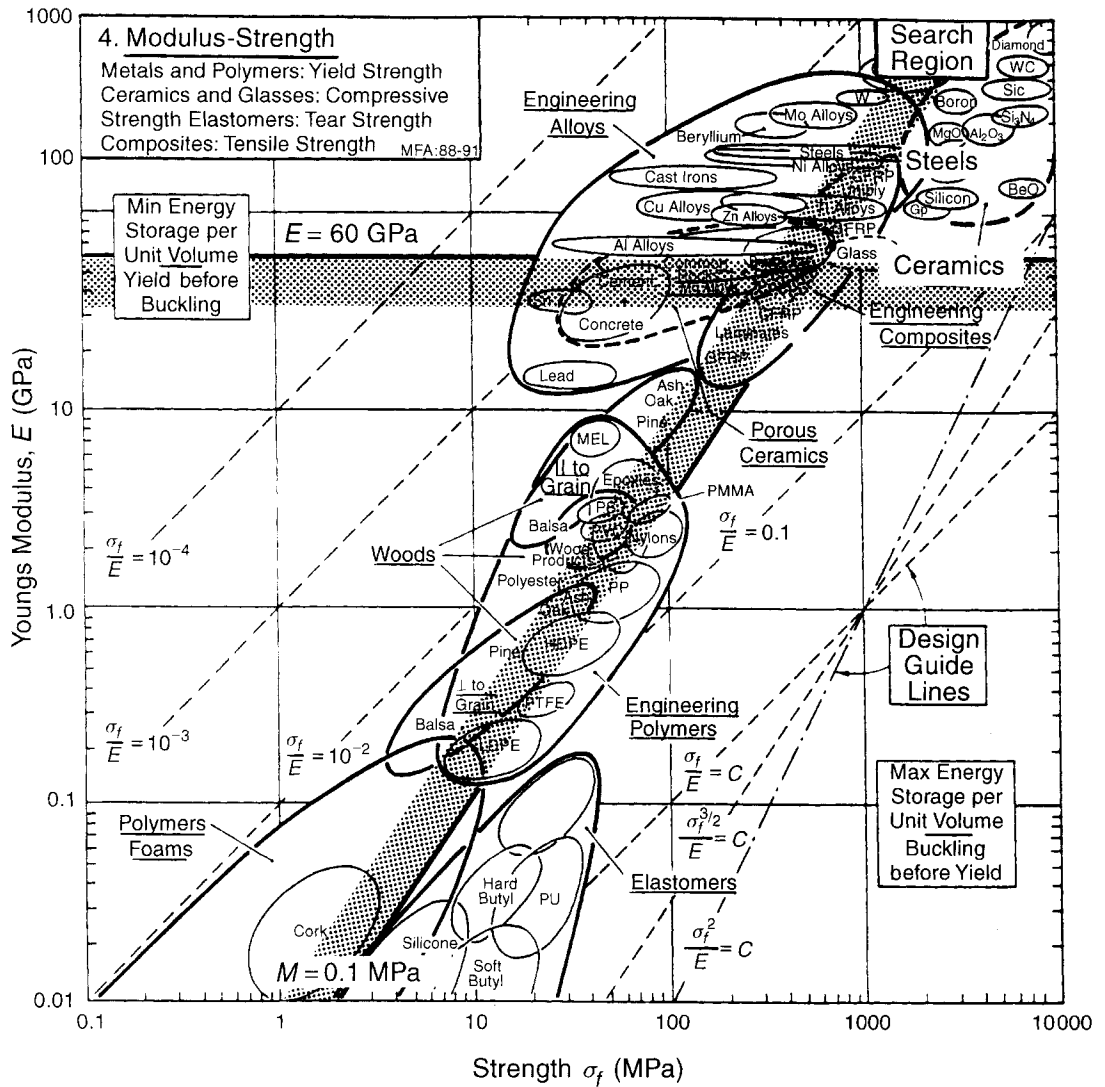 4. Modulus-Strength
Metals and Polymers: Yield Strength
Ceramics and Glasses: Compressive
Strength Elastomers: Tear Strength
Composites: Tensile Strength
MFA:88-91
Search
Region
Diamond
WC
Sic
Boron
Si3N4
MgO
Al2O3
Steels
BeO
Silicon
Gp
Glass
Ceramics
Engineering
Alloys
W
Mo Alloys
Beryllium
Steels
Ni Alloys
Cast Irons
Cu Alloys
Zn Alloys
Alloys
Al Alloys
Common
Mg Alloys
Cement
Concrete
Lead
Min Energy
Storage per
Unit Volume
Yield before
Buckling
E = 60 GPa
GFRP
Laminates
Engineering
Composites
Ash
Oak
Pine
Porous
Ceramics
MEL
|| to
Grain
Epoxies
PMMA
Balsa
Nylons
Woods
Wood
Products
Polyester
PP
Ash
Oak
Pine
HDPE
⊥ to
Grain
PTFE
Balsa
LDPE
Engineering
Polymers
σf/E = 10-4
σf/E = 10-3
σf/E = 10-2
σf/E = 0.1
Design
Guide
Lines
σf/E = C
σf3/2/E = C
σf2/E = C
Max Energy
Storage per
Unit Volume
Buckling
before Yield
Polymers
Foams
Elastomers
Hard
Butyl
PU
Cork
Silicone
Soft
Butyl
M = 0.1 MPa
1000
100
10
1.0
0.1
0.01
Youngs Modulus, E (GPa)
0.1
1
10
100
1000
10000
Strength σf (MPa)